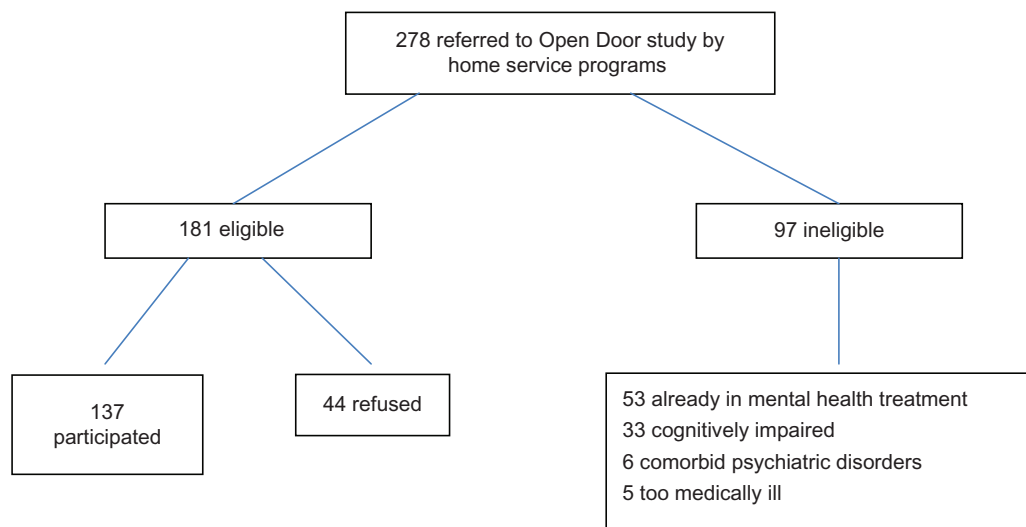 278 referred to Open Door study by
home service programs
181 eligible
97 ineligible
137
participated
44 refused
53 already in mental health treatment
33 cognitively impaired
6 comorbid psychiatric disorders
5 too medically ill